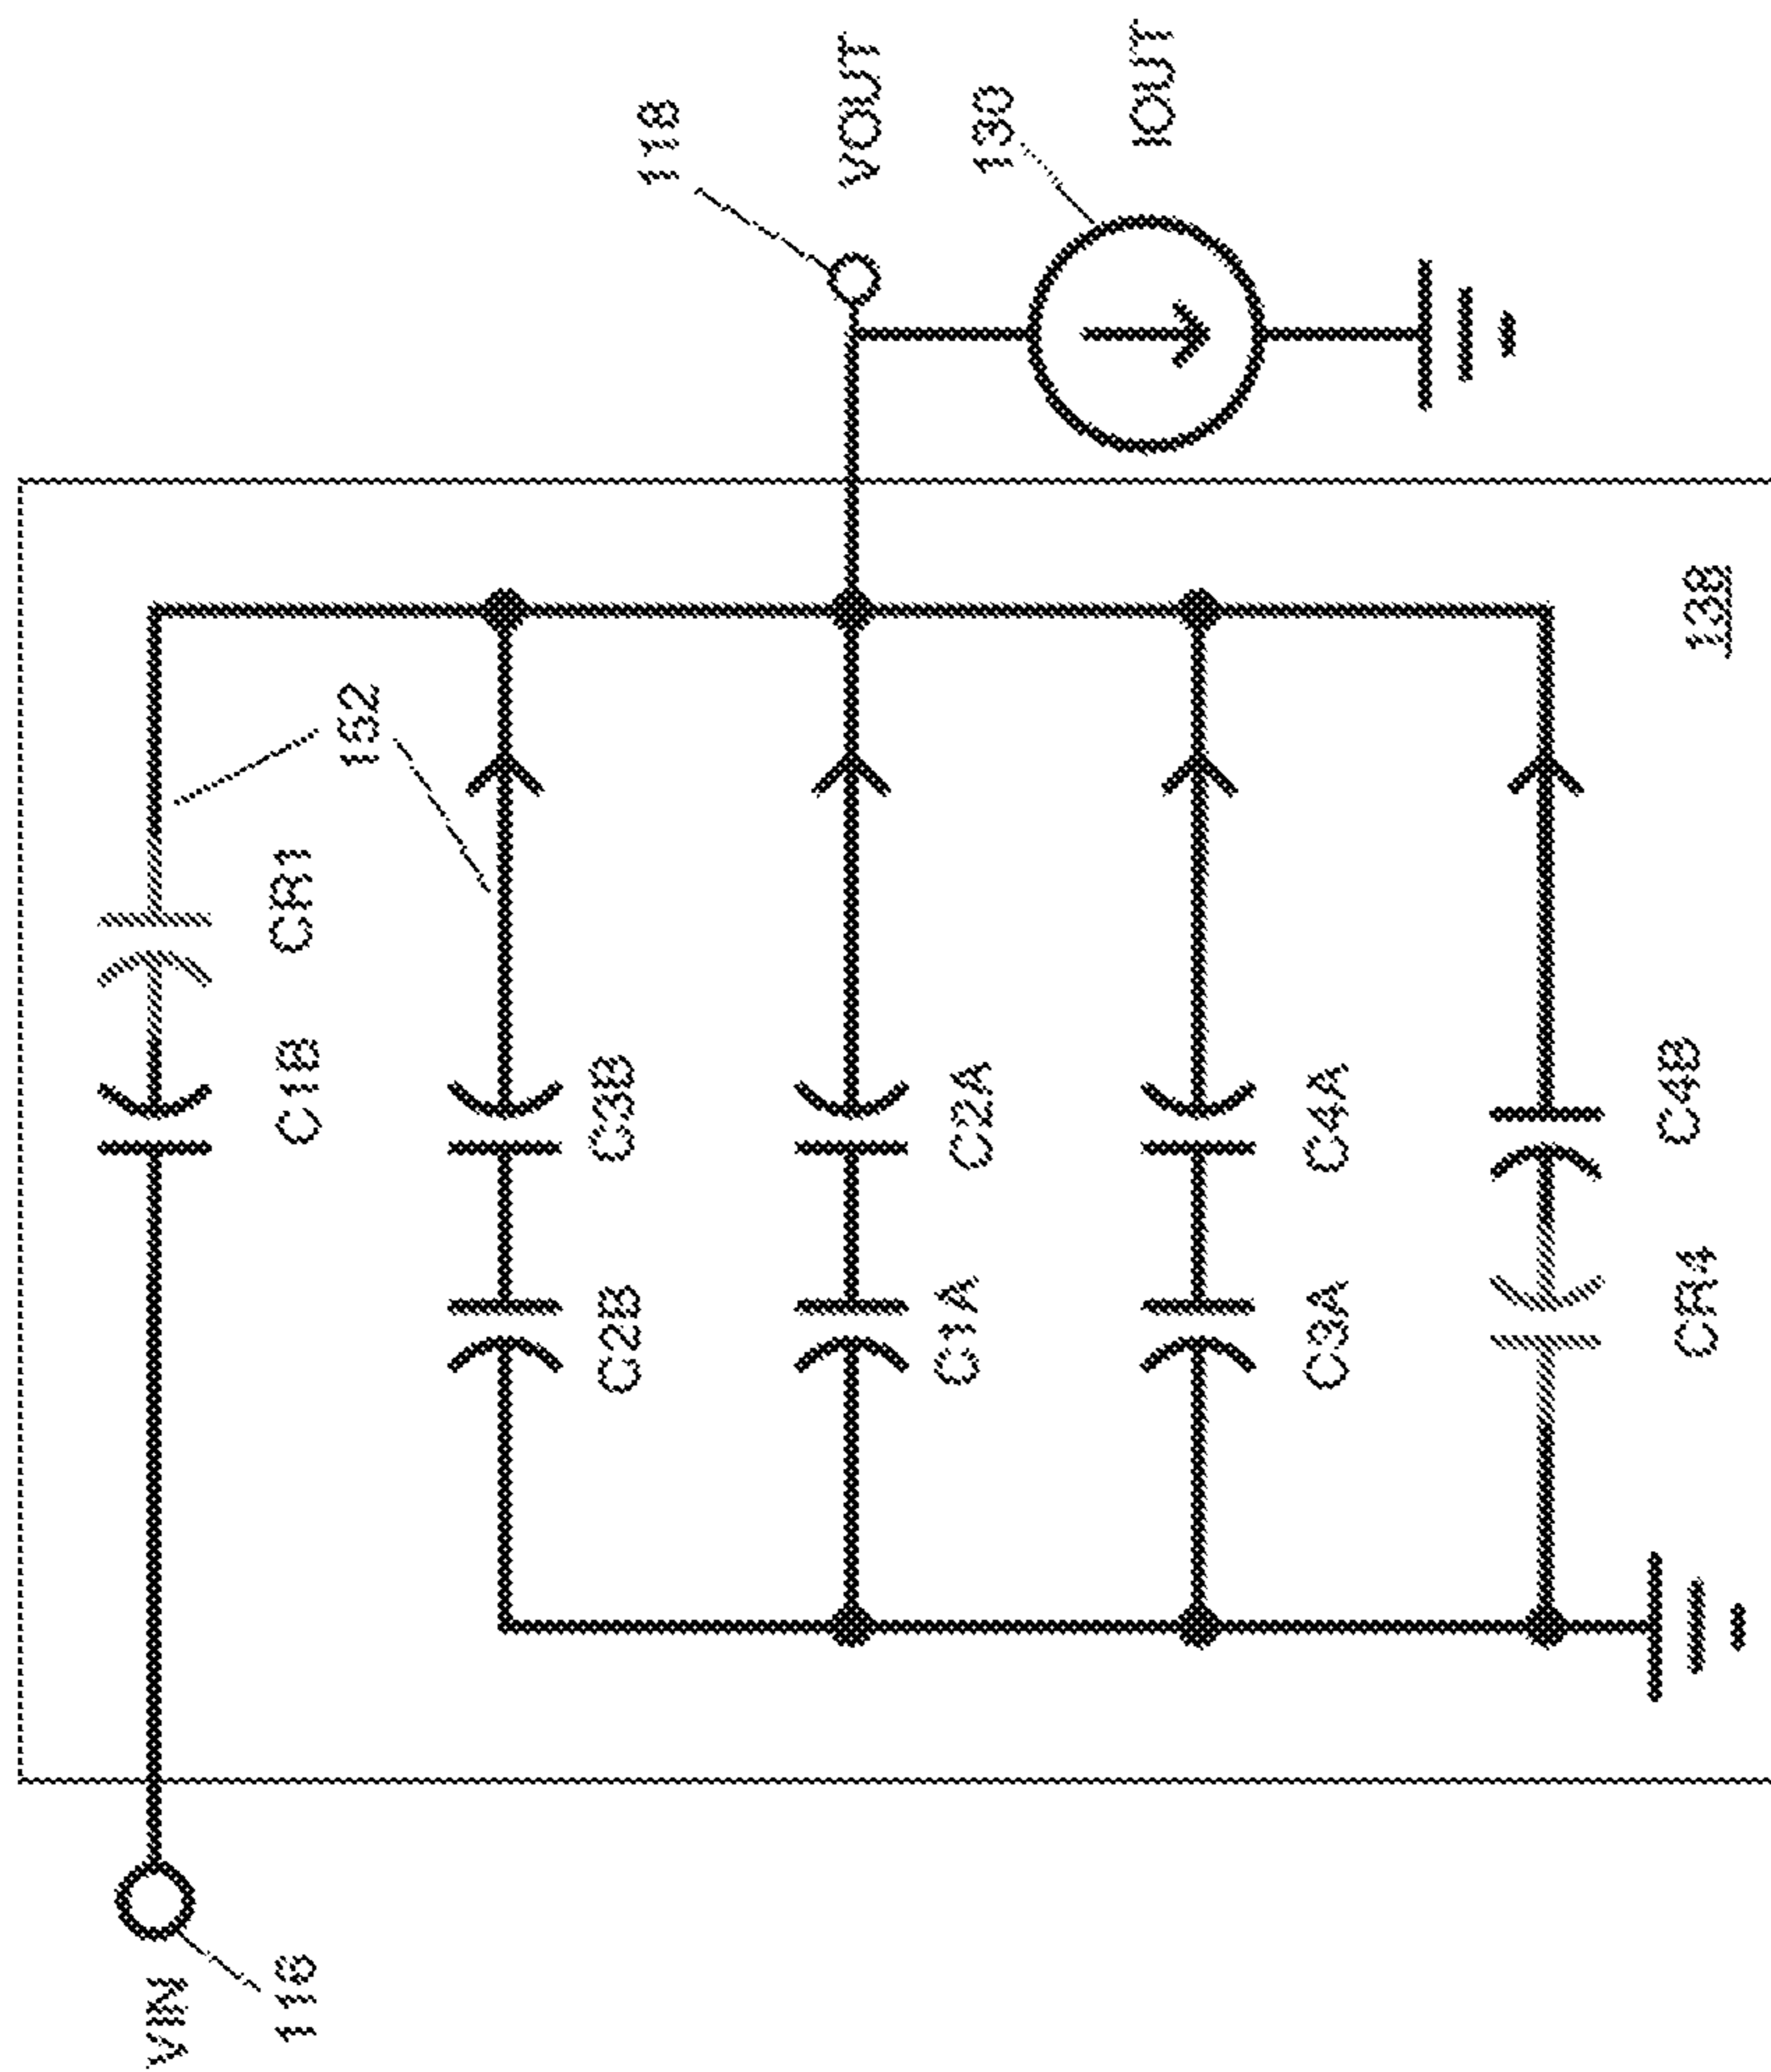 VIN
116
C1B
CR1
152
C2B
C3B
118
VOUT
C1A
C2A
130
IOUT
C3A
C4A
CR4
C4B
138